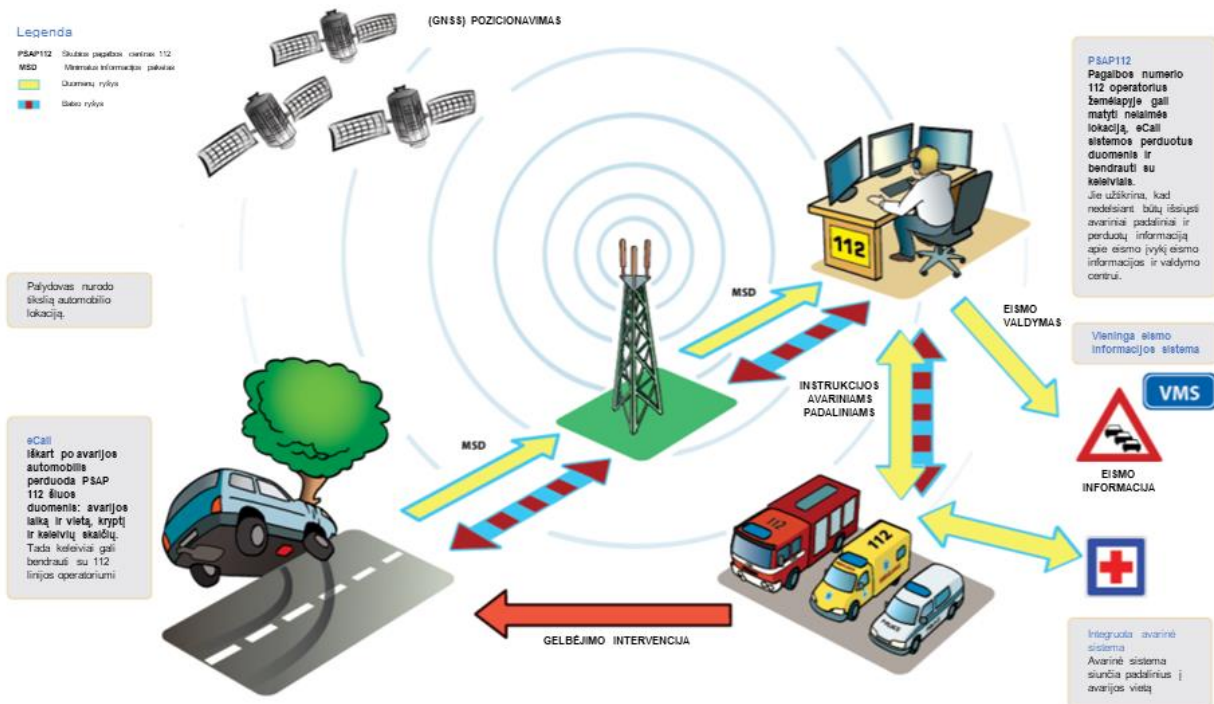 (GNSS) POZICIONAVIMAS
Legenda
PSAP112 Skubios pagalbos centras 112
MSD Minimalus informacijos paketas
Duomenų ryšys
Balso ryšys
Palydovas nurodo
tikslią automobilio
lokaciją.
eCall
Iškart po avarijos
automobilis
perduoda PSAP
112 šiuos
duomenis: avarijos
laiką ir vietą, kryptį
ir keleivių skaičių.
Tada keleiviai gali
bendrauti su 112
linijos operatoriumi
MSD
MSD
112
PSAP112
Pagalbos numerio
112 operatorius
žemėlapyje gali
matyti nelaimės
lokaciją, eCall
sistemos perduotus
duomenis ir
bendrauti su
keleiviais.
Jie užtikrina, kad
nedelsiant būtų išsiųsti
avariniai padaliniai ir
perduotų informaciją
apie eismo įvykį eismo
informacijos ir valdymo
centrui.
EISMO
VALDYMAS
Vieninga eismo
informacijos sistema
VMS
EISMO
INFORMACIJA
INSTRUKCIJOS
AVARINIAMS
PADALINIAMS
112
112
POLICE
GELBĖJIMO INTERVENCIJA
Integruota avarinė
sistema
Avarinė sistema
siunčia padalinius į
avarijos vietą